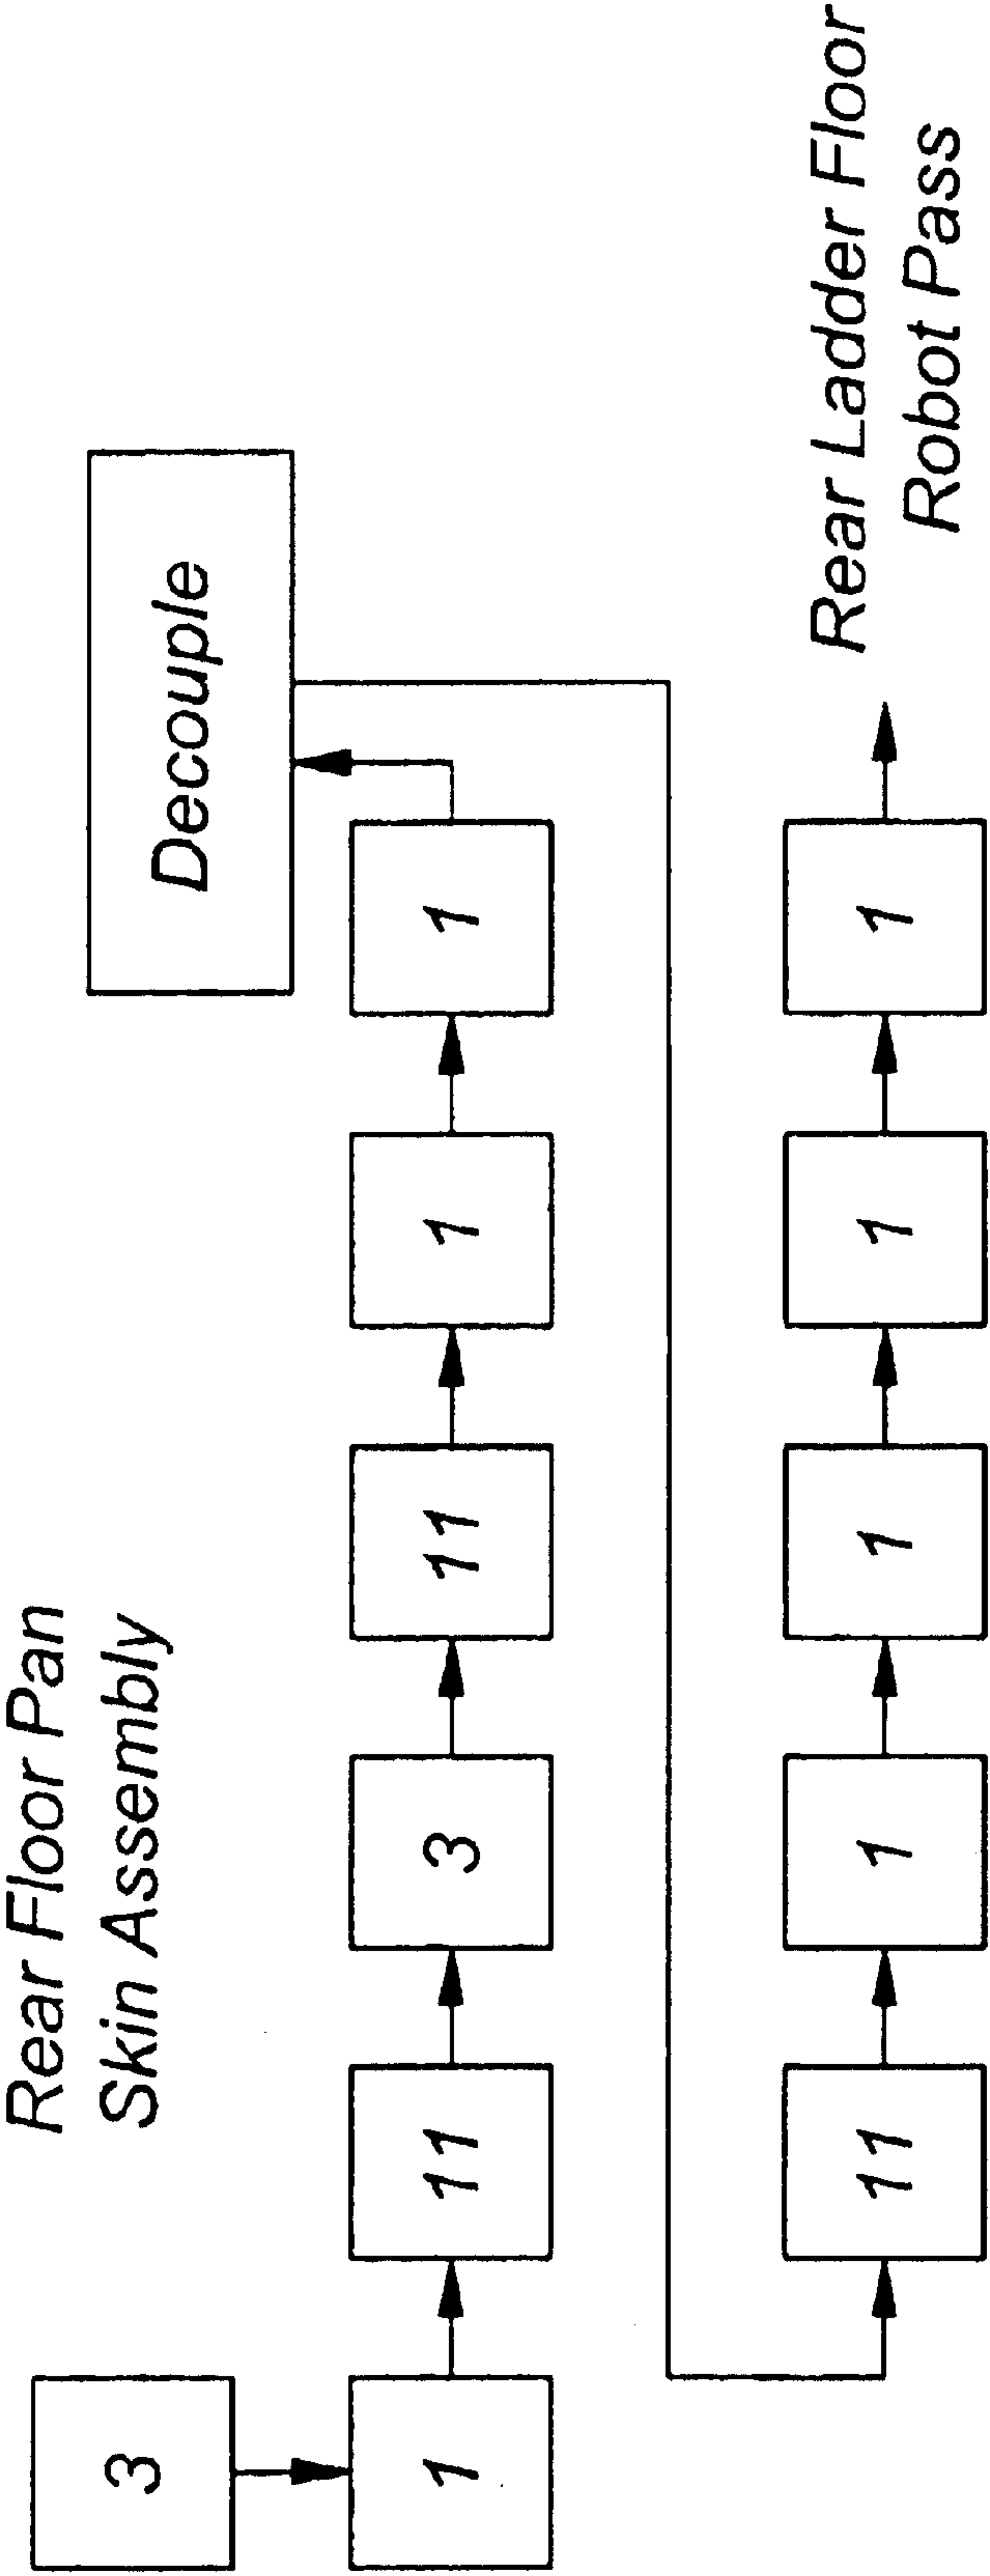 Rear Floor Pan
Skin Assembly
3
Decouple
1
11
3
11
1
1
11
1
1
1
1
Rear Ladder Floor
Robot Pass